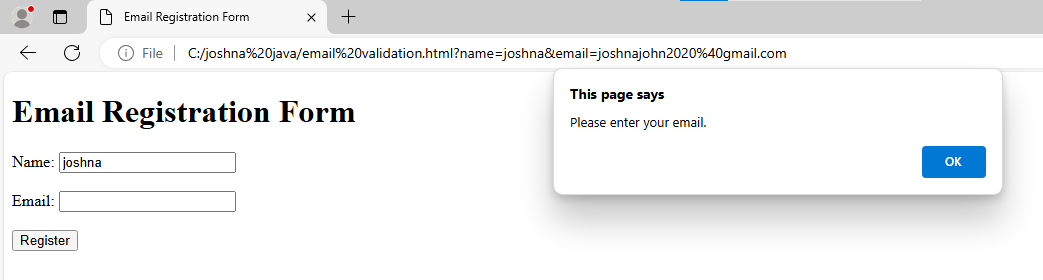 Email Registration Form
File C:/joshna%20java/email%20validation.html?name=joshna&email=joshnajohn2020%40gmail.com
This page says
Please enter your email.
OK
Email Registration Form
Name: joshna
Email:
Register